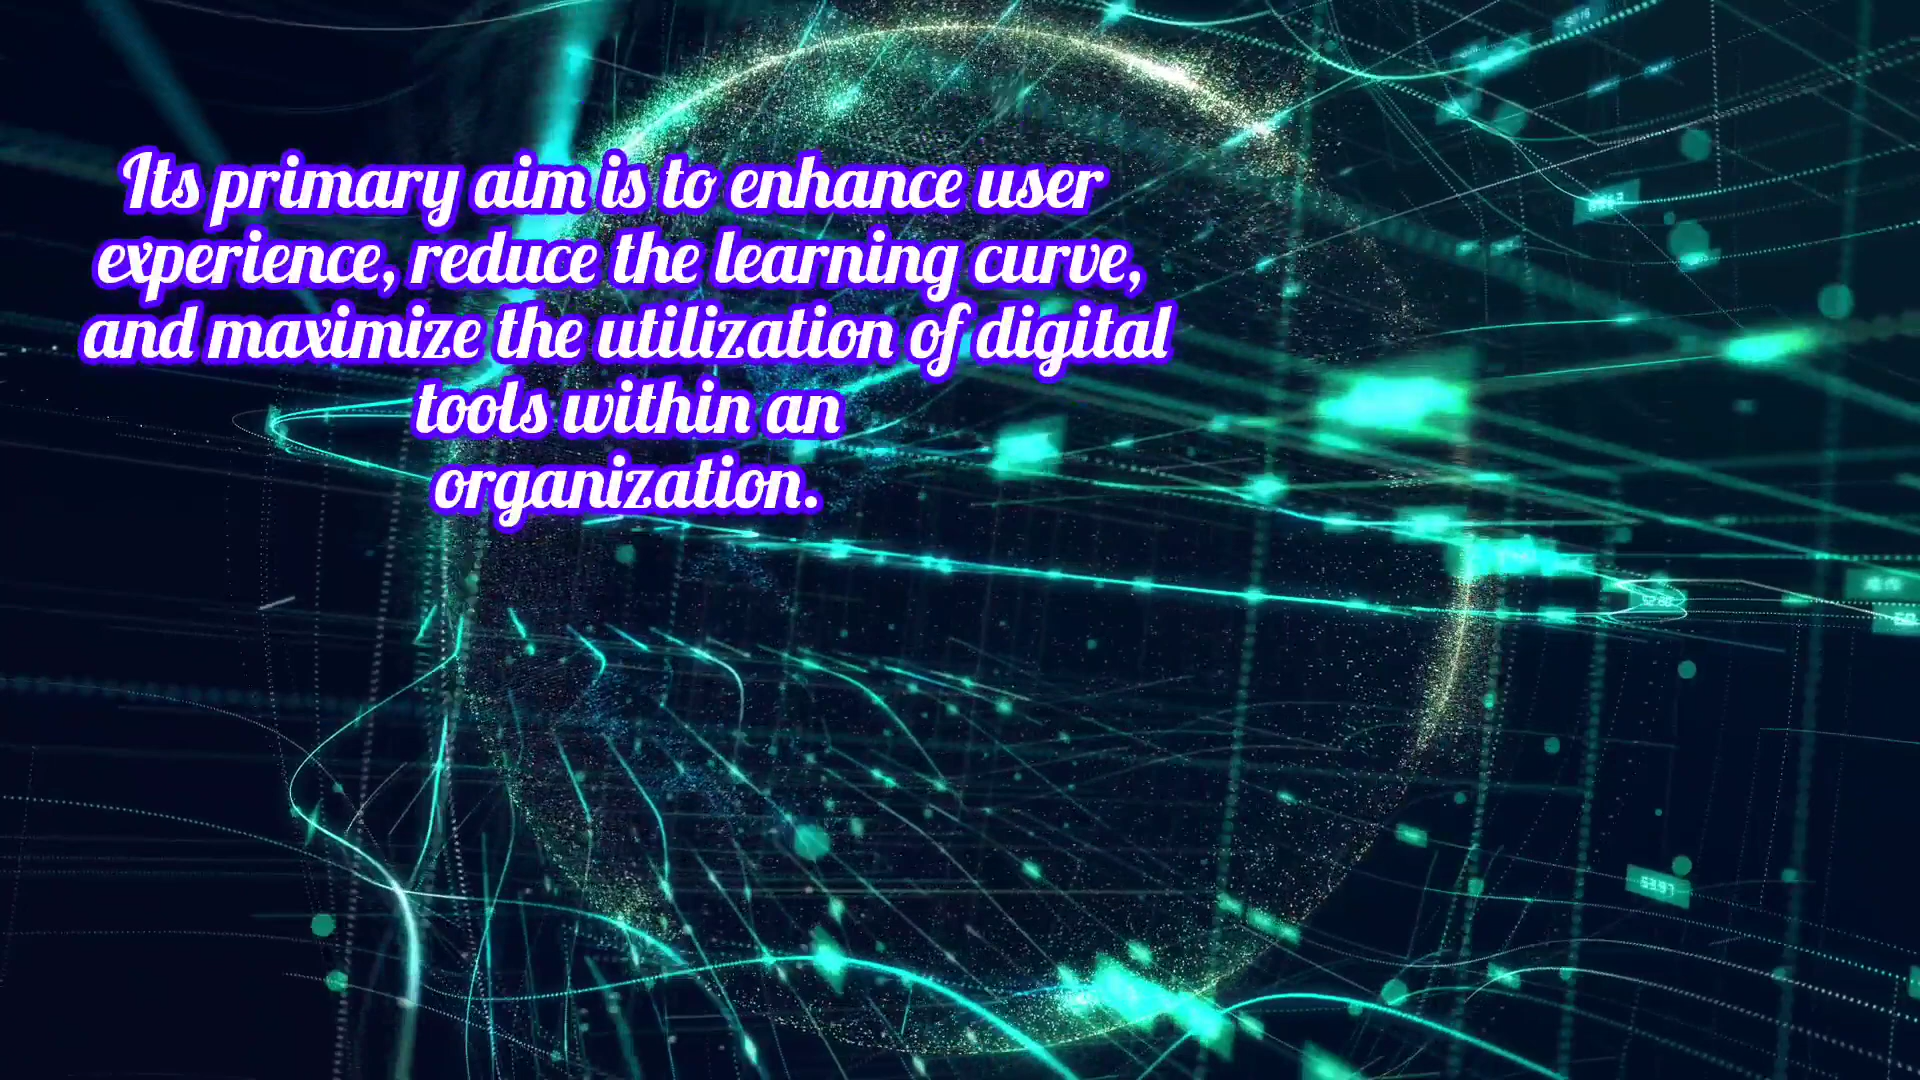 Its primary aim is to enhance user
experience, reduce the learning curve,
and maximize the utilization of digital
tools within an
organization.